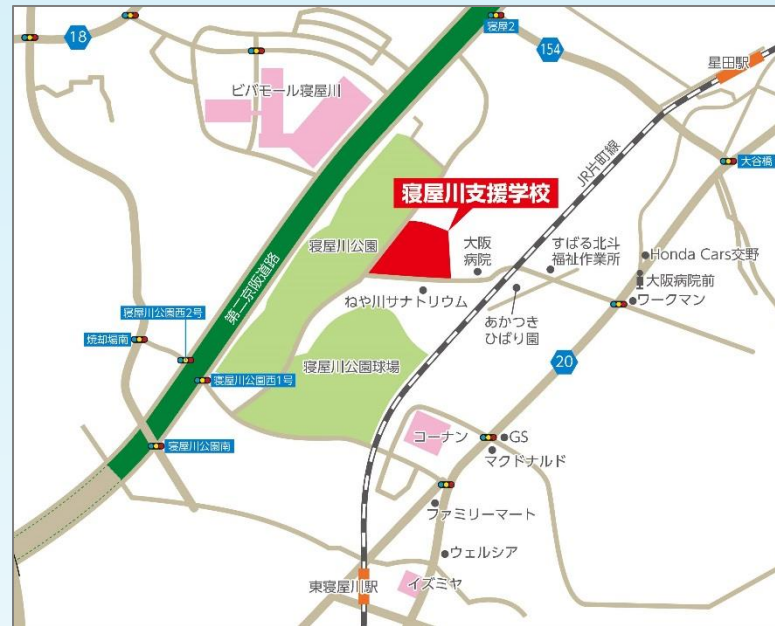 寝屋2
18
154
星田駅
ビバモール寝屋川
大谷橋
JR片町線
寝屋川支援学校
寝屋川公園
大阪
病院
すばる北斗
福祉作業所
Honda Cars交野
大阪病院前
ワークマン
ねや川サナトリウム
あかつき
ひばり園
第二京阪道路
寝屋川公園西2号
焼却場南
寝屋川公園球場
20
寝屋川公園西1号
コーナン
GS
寝屋川公園南
マクドナルド
ファミリーマート
ウェルシア
東寝屋川駅
イズミヤ